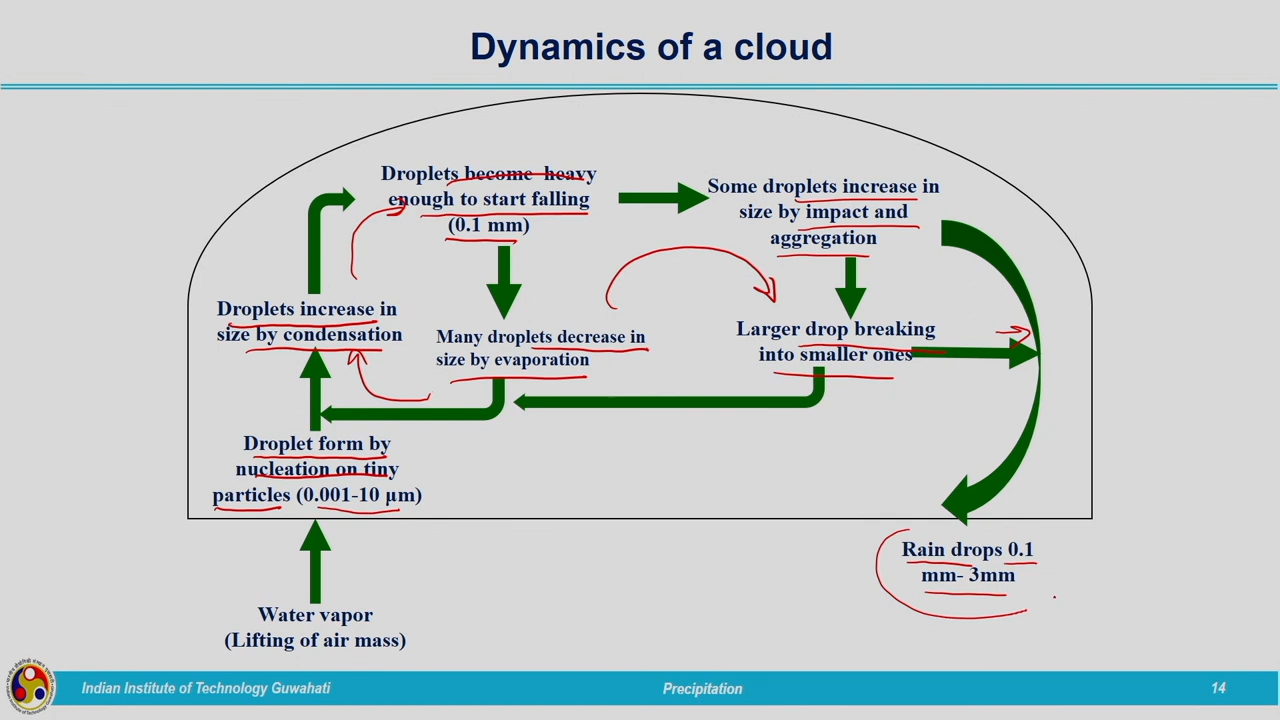 Dynamics of a cloud
Droplets become heavy
enough to start falling
(0.1 mm)
Some droplets increase in
size by impact and
aggregation
Droplets increase in
size by condensation
Many droplets decrease in
size by evaporation
Larger drop breaking
into smaller ones
Droplet form by
nucleation on tiny
particles (0.001-10 µm)
Rain drops 0.1
mm- 3mm
Water vapor
(Lifting of air mass)
Indian Institute of Technology Guwahati
Precipitation
14